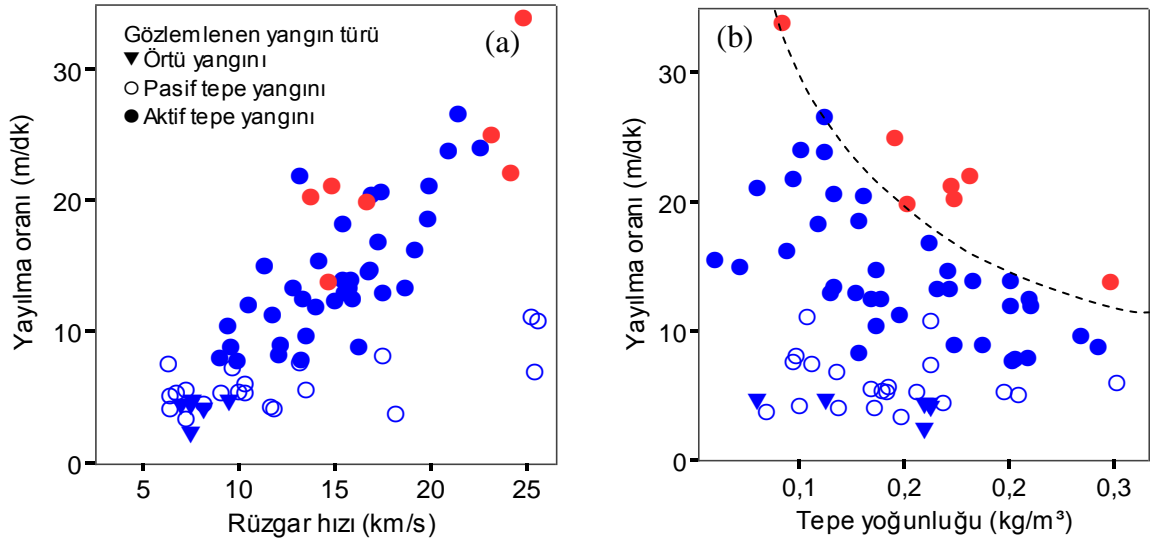 Gözlemlenen yangın türü
Örtü yangını
Pasif tepe yangını
Aktif tepe yangını
(a)
Yayılma oranı (m/dk)
30
20
10
0
5
10
15
20
25
Rüzgar hızı (km/s)
(b)
Yayılma oranı (m/dk)
30
20
10
0
0,1
0,2
0,2
0,3
Tepe yoğunluğu (kg/m³)